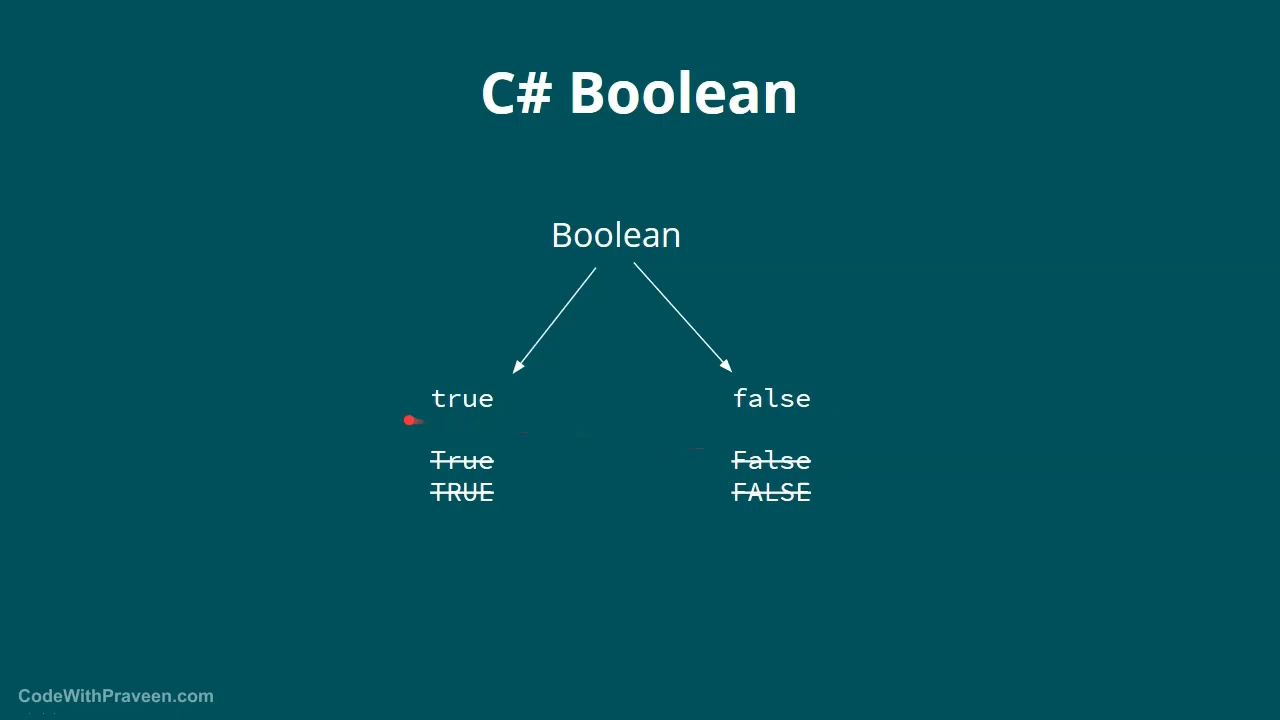 C# Boolean
Boolean
true false
True False
TRUE FALSE
CodeWithPraveen.com